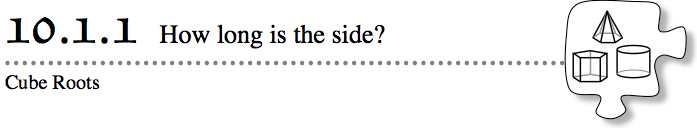 10.1.1 How long is the side?
Cube Roots